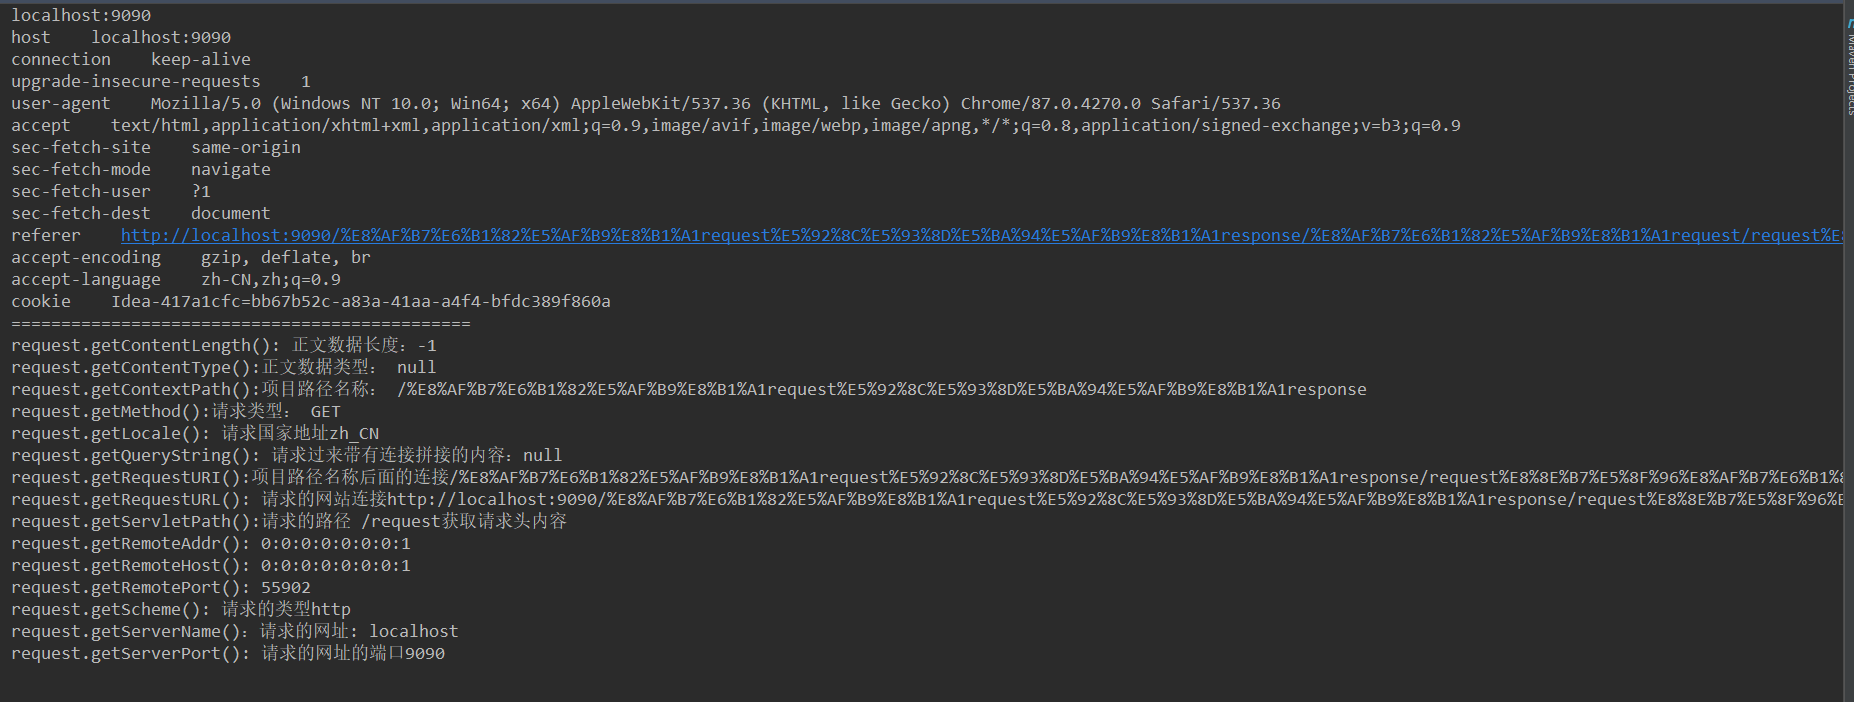 localhost:9090
host    localhost:9090
connection    keep-alive
upgrade-insecure-requests    1
user-agent    Mozilla/5.0 (Windows NT 10.0; Win64; x64) AppleWebKit/537.36 (KHTML, like Gecko) Chrome/87.0.4270.0 Safari/537.36
accept    text/html,application/xhtml+xml,application/xml;q=0.9,image/avif,image/webp,image/apng,*/*;q=0.8,application/signed-exchange;v=b3;q=0.9
sec-fetch-site    same-origin
sec-fetch-mode    navigate
sec-fetch-user    ?1
sec-fetch-dest    document
referer    http://localhost:9090/%E8%AF%B7%E6%B1%82%E5%AF%B9%E8%B1%A1request%E5%92%8C%E5%93%8D%E5%BA%94%E5%AF%B9%E8%B1%A1response/%E8%AF%B7%E6%B1%82%E5%AF%B9%E8%B1%A1request/request%E8
accept-encoding    gzip, deflate, br
accept-language    zh-CN,zh;q=0.9
cookie    Idea-417a1cfc=bb67b52c-a83a-41aa-a4f4-bfdc389f860a
==============================================
request.getContentLength(): 正文数据长度：-1
request.getContentType():正文数据类型： null
request.getContextPath():项目路径名称： /%E8%AF%B7%E6%B1%82%E5%AF%B9%E8%B1%A1request%E5%92%8C%E5%93%8D%E5%BA%94%E5%AF%B9%E8%B1%A1response
request.getMethod():请求类型： GET
request.getLocale(): 请求国家地址zh_CN
request.getQueryString(): 请求过来带有连接拼接的内容：null
request.getRequestURI():项目路径名称后面的连接/%E8%AF%B7%E6%B1%82%E5%AF%B9%E8%B1%A1request%E5%92%8C%E5%93%8D%E5%BA%94%E5%AF%B9%E8%B1%A1response/request%E8%8E%B7%E5%8F%96%E8%AF%B7%E6%B1%8
request.getRequestURL(): 请求的网站连接http://localhost:9090/%E8%AF%B7%E6%B1%82%E5%AF%B9%E8%B1%A1request%E5%92%8C%E5%93%8D%E5%BA%94%E5%AF%B9%E8%B1%A1response/request%E8%8E%B7%E5%8F%96%E
request.getServletPath():请求的路径 /request获取请求头内容
request.getRemoteAddr(): 0:0:0:0:0:0:0:1
request.getRemoteHost(): 0:0:0:0:0:0:0:1
request.getRemotePort(): 55902
request.getScheme(): 请求的类型http
request.getServerName()：请求的网址: localhost
request.getServerPort(): 请求的网址的端口9090
Maven Projects